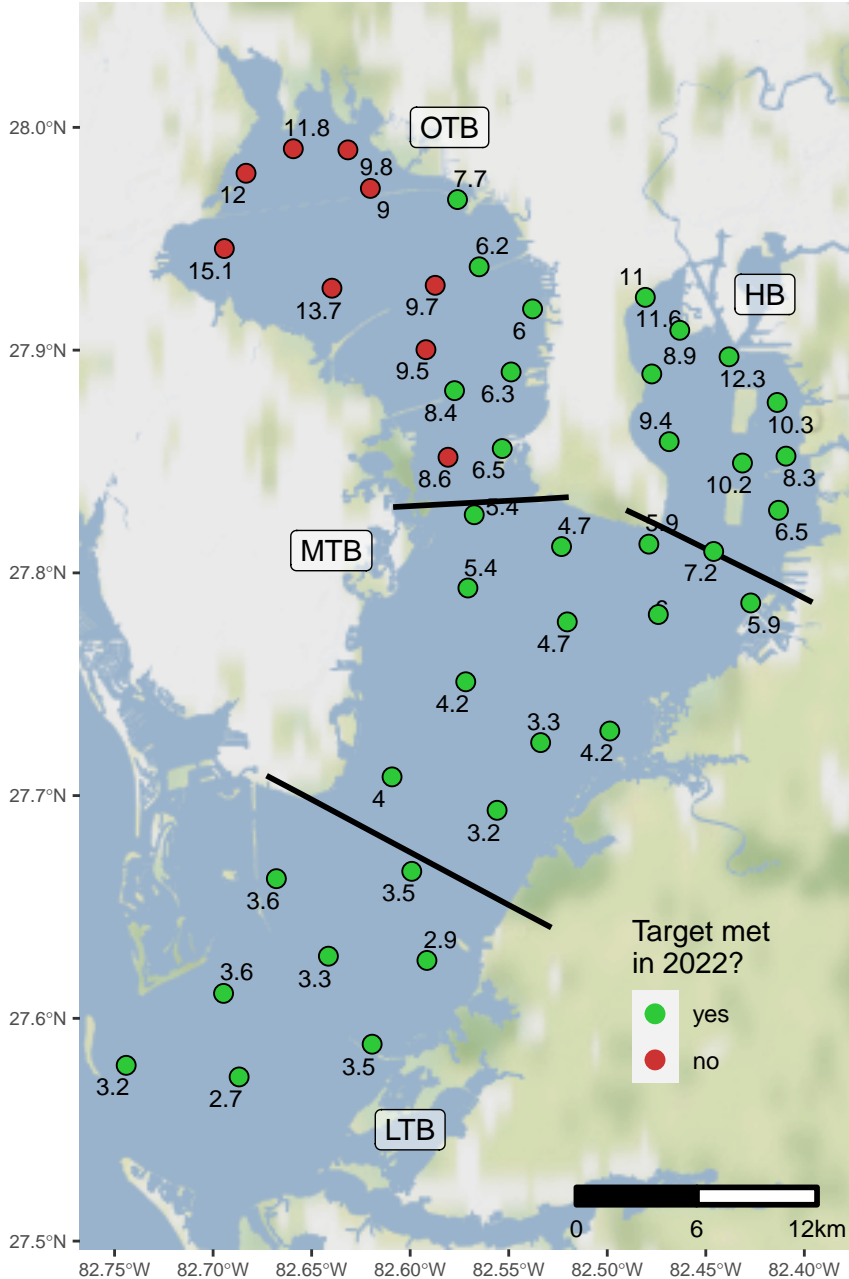 28.0°N
27.9°N
27.8°N
27.7°N
27.6°N
27.5°N
OTB
11.8
9.8
12
9
7.7
15.1
6.2
13.7
9.7
6
9.5
8.4
6.3
8.6
6.5
HB
11
11.6
8.9
12.3
9.4
10.3
10.2
8.3
6.5
7.2
MTB
5.4
4.7
5.9
5.4
4.7
6
5.9
4.2
3.3
4.2
4
3.2
3.5
3.6
2.9
3.3
3.6
3.5
3.2
2.7
LTB
Target met
in 2022?
yes
no
0 6 12km
82.75°W 82.70°W 82.65°W 82.60°W 82.55°W 82.50°W 82.45°W 82.40°W